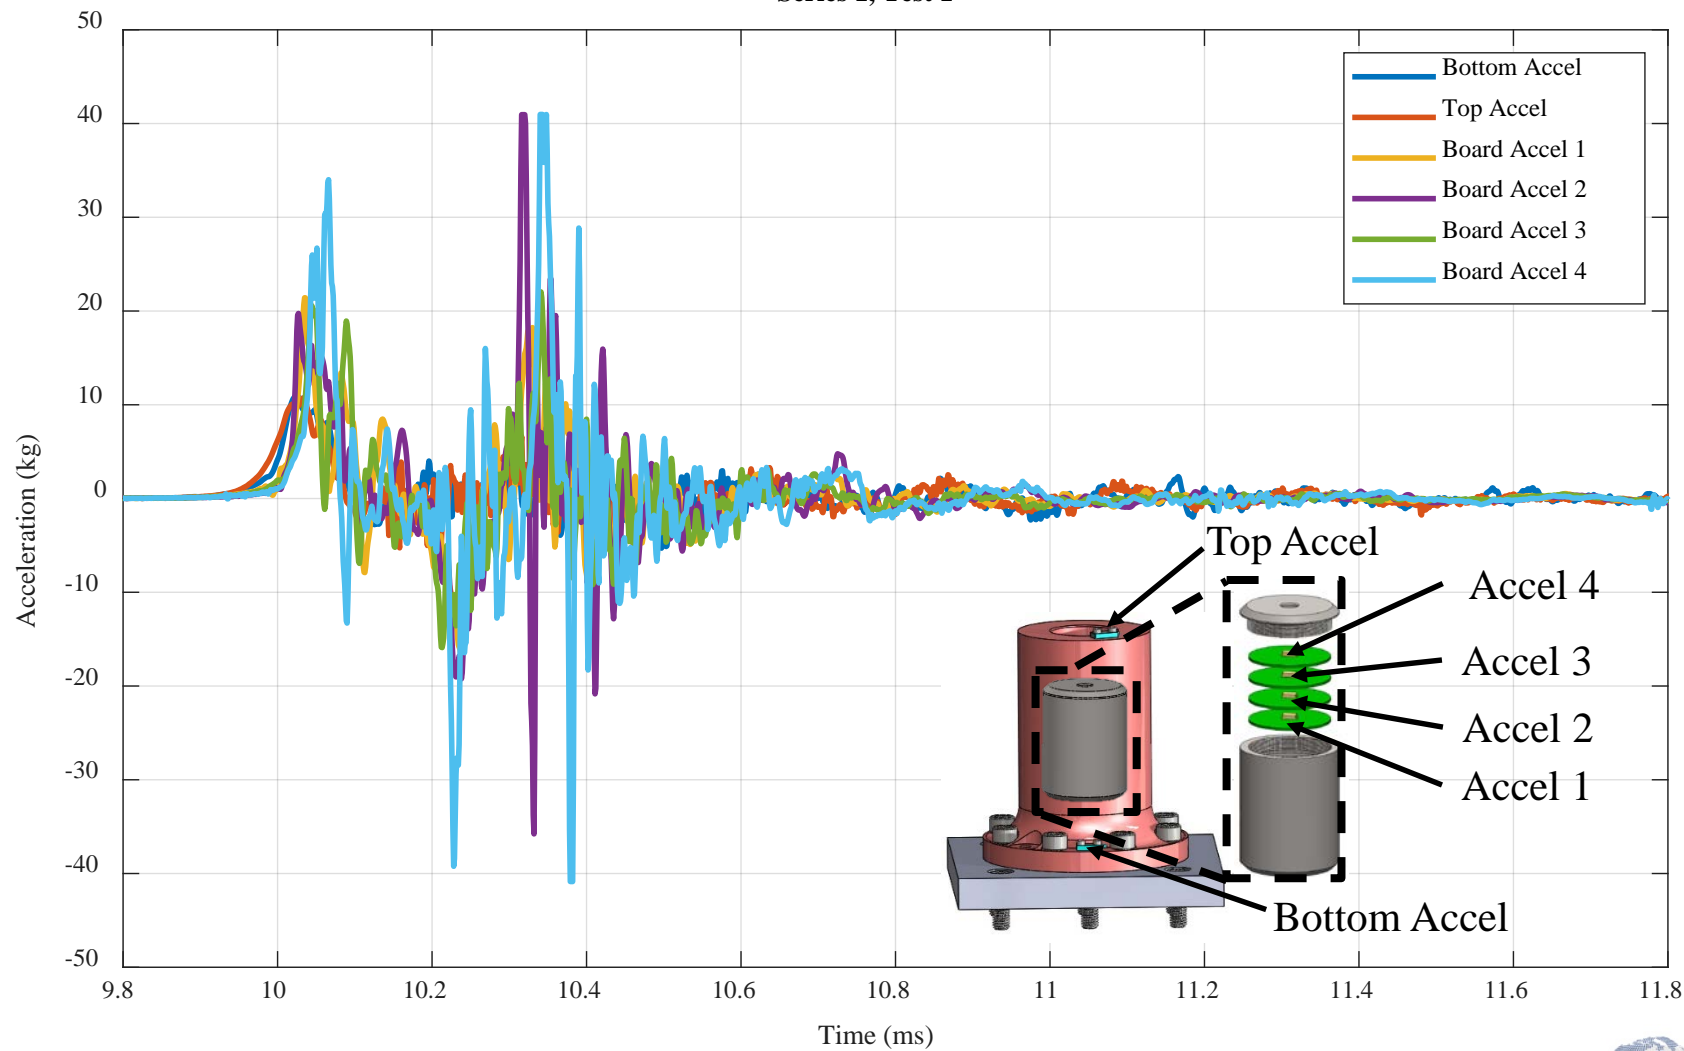 50
40
30
20
10
0
-10
-20
-30
-40
-50
Acceleration (kg)
9.8
10
10.2
10.4
10.6
10.8
11
11.2
11.4
11.6
11.8
Time (ms)
Bottom Accel
Top Accel
Board Accel 1
Board Accel 2
Board Accel 3
Board Accel 4
Top Accel
Accel 4
Accel 3
Accel 2
Accel 1
Bottom Accel